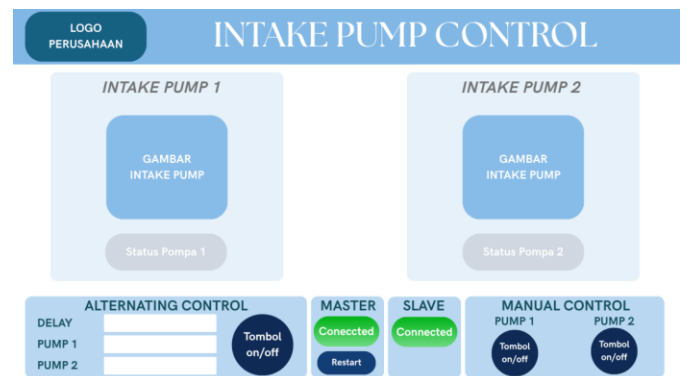 LOGO
PERUSAHAAN
INTAKE PUMP CONTROL
INTAKE PUMP 1
INTAKE PUMP 2
GAMBAR
INTAKE PUMP
GAMBAR
INTAKE PUMP
Status Pompa 1
Status Pompa 2
ALTERNATING CONTROL
DELAY
PUMP 1
PUMP 2
Tombol
on/off
MASTER
Coneccted
Restart
SLAVE
Connected
MANUAL CONTROL
PUMP 1
PUMP 2
Tombol
on/off
Tombol
on/off